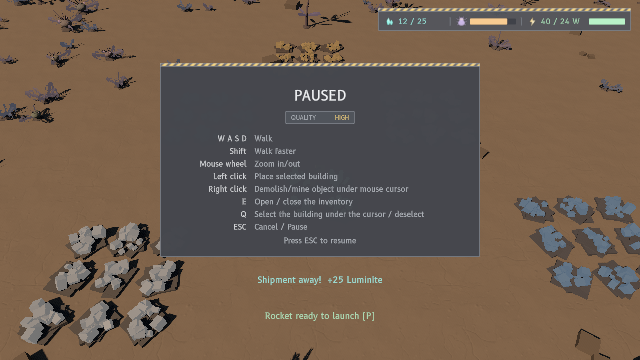 12 / 25
40 / 24 W
PAUSED
QUALITY HIGH
W A S D Walk
Shift Walk faster
Mouse wheel Zoom in/out
Left click Place selected building
Right click Demolish/mine object under mouse cursor
E Open / close the inventory
Q Select the building under the cursor / deselect
ESC Cancel / Pause
Press ESC to resume
Shipment away! +25 Luminite
Rocket ready to launch [P]